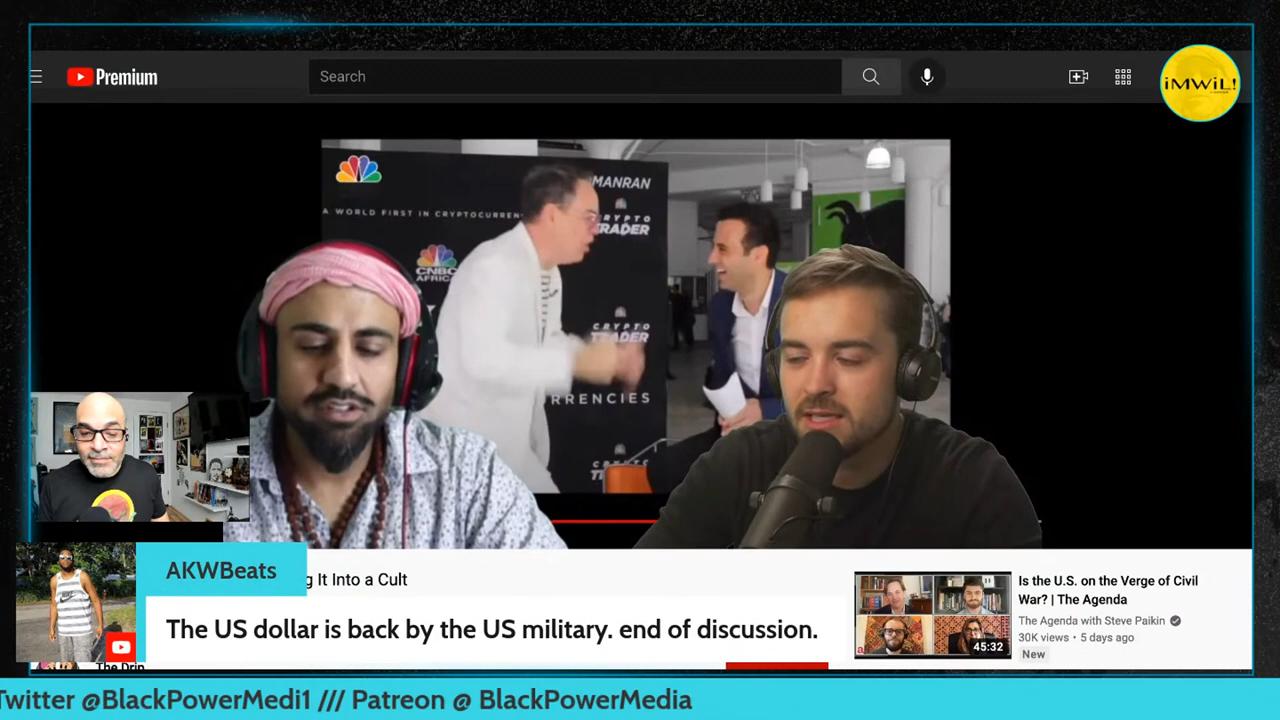 Premium
Search
iMWiL!
MANRAN
A WORLD FIRST IN CRYPTOCURREN
CRYPTO
TRADER
CNBC
AFRICA
CRYPTO
TRADER
RRENCIES
AKWBeats
g It Into a Cult
The US dollar is back by the US military. end of discussion.
The Drip
Is the U.S. on the Verge of Civil
War? | The Agenda
The Agenda with Steve Paikin
30K views • 5 days ago
New
45:32
Twitter @BlackPowerMedi1 /// Patreon @ BlackPowerMedia